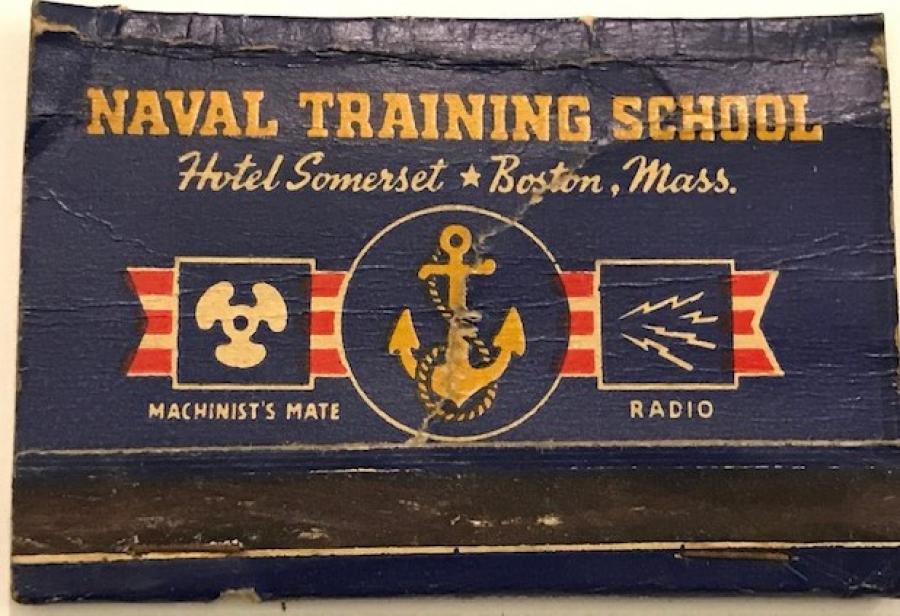 NAVAL TRAINING SCHOOL
Hotel Somerset ★ Boston, Mass.
MACHINIST'S MATE
RADIO